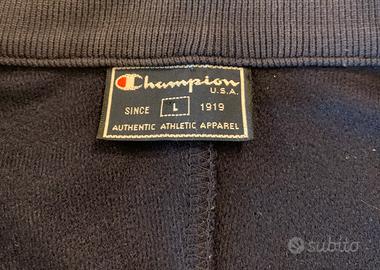 Champion
U.S.A.
SINCE L 1919
AUTHENTIC ATHLETIC APPAREL
subito